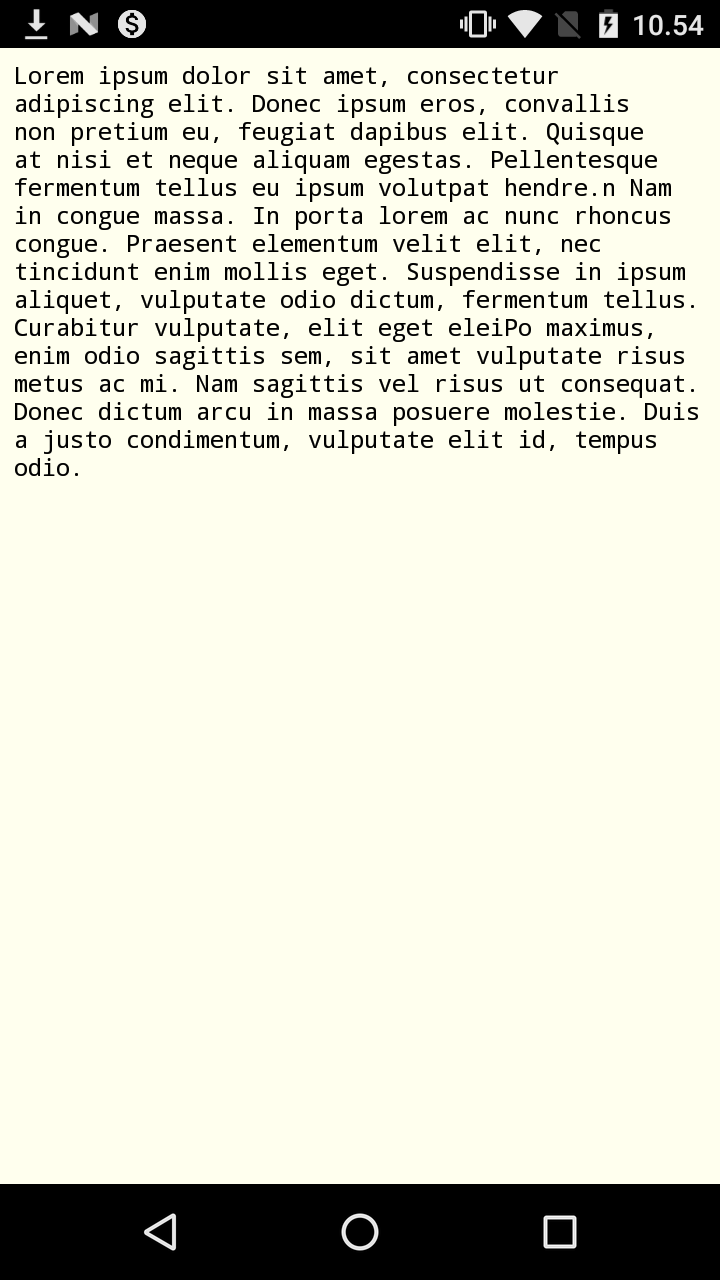 10.54
Lorem ipsum dolor sit amet, consectetur
adipiscing elit. Donec ipsum eros, convallis
non pretium eu, feugiat dapibus elit. Quisque
at nisi et neque aliquam egestas. Pellentesque
fermentum tellus eu ipsum volutpat hendre.n Nam
in congue massa. In porta lorem ac nunc rhoncus
congue. Praesent elementum velit elit, nec
tincidunt enim mollis eget. Suspendisse in ipsum
aliquet, vulputate odio dictum, fermentum tellus.
Curabitur vulputate, elit eget eleiPo maximus,
enim odio sagittis sem, sit amet vulputate risus
metus ac mi. Nam sagittis vel risus ut consequat.
Donec dictum arcu in massa posuere molestie. Duis
a justo condimentum, vulputate elit id, tempus
odio.